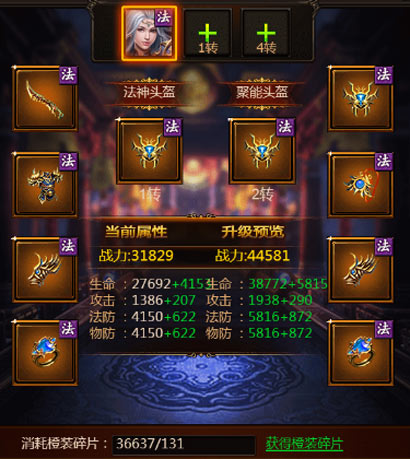 法
1转 4转
法神头盔 聚能头盔
法 法
法 法
1转 2转
法 法
当前属性 升级预览
战力:31829 战力:44581
法 法
生命：27692+4153 生命：38772+5815
攻击：1386+207 攻击：1938+290
法防：4150+622 法防：5816+872
物防：4150+622 物防：5816+872
法 法
消耗橙装碎片：36637/131 获得橙装碎片